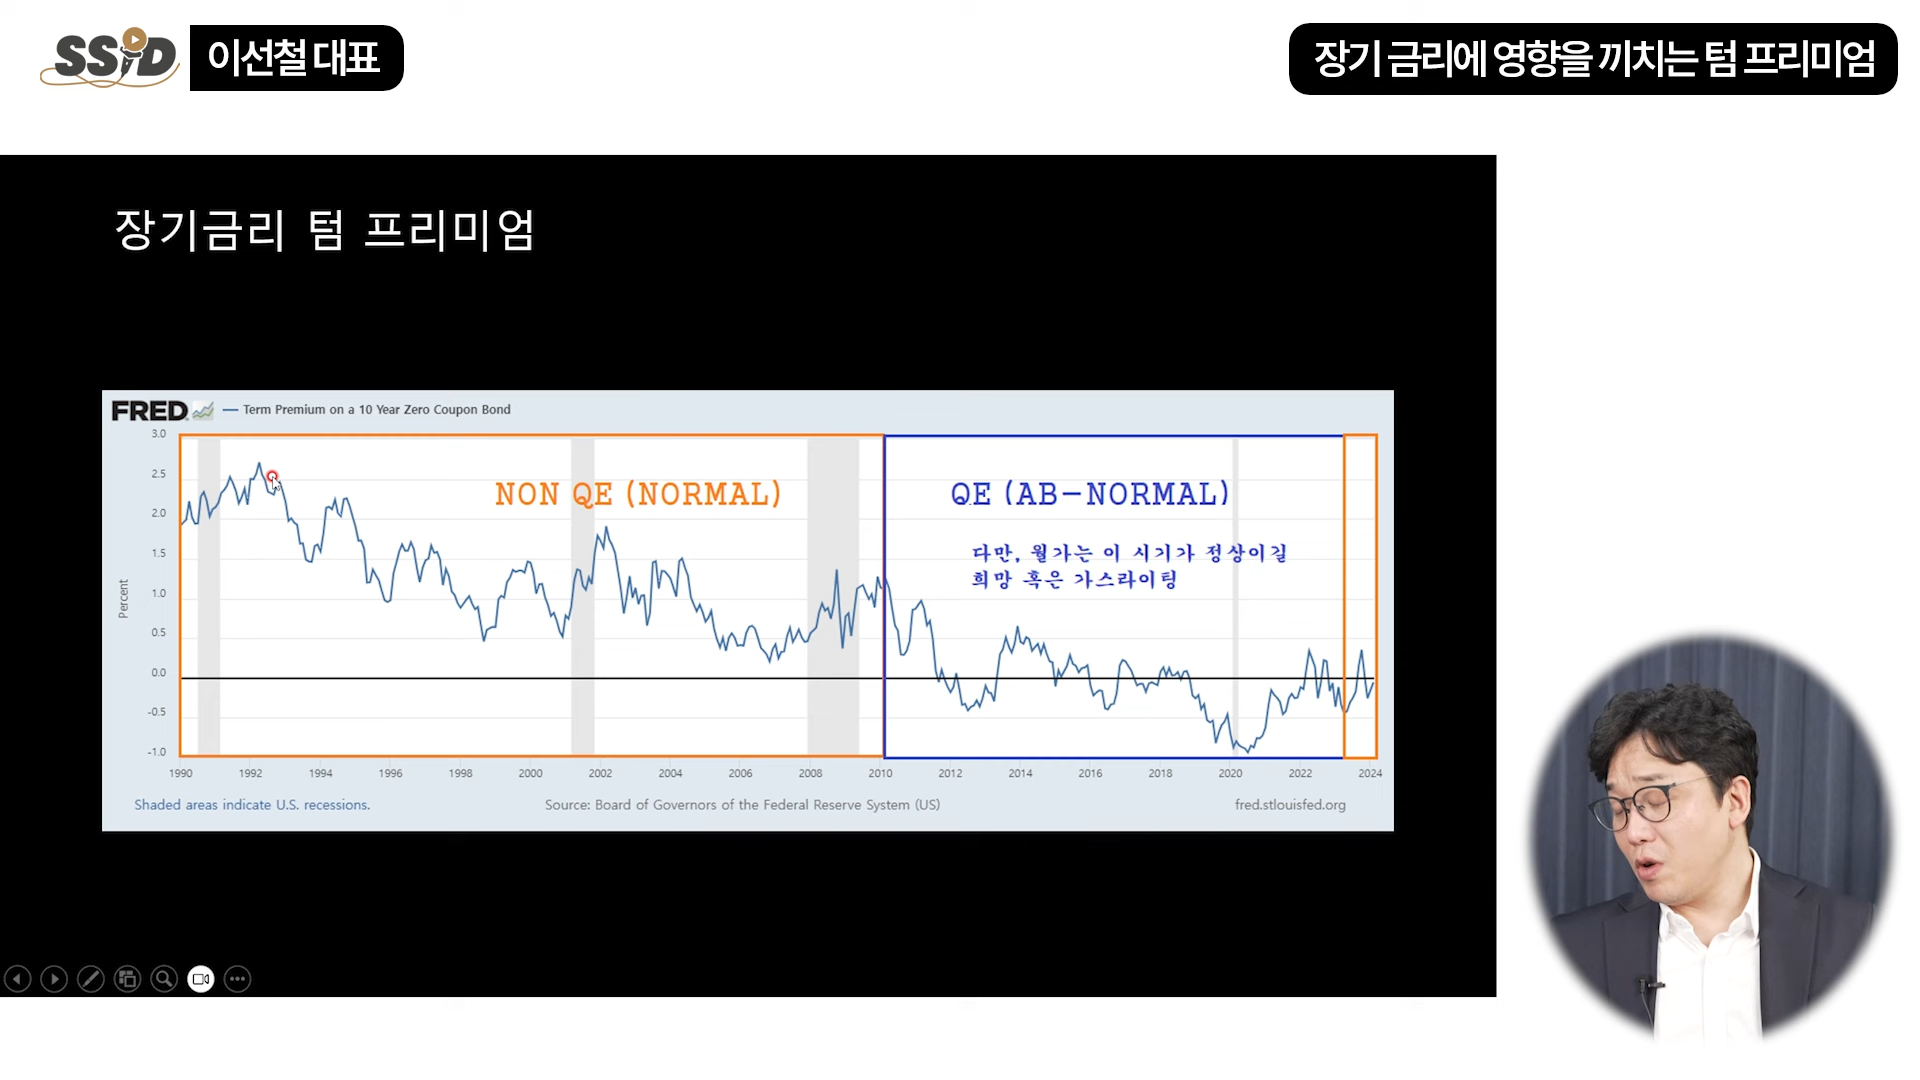 SSiD
이선철 대표
장기 금리에 영향을 끼치는 텀 프리미엄
장기금리 텀 프리미엄
FRED
Term Premium on a 10 Year Zero Coupon Bond
3.0
2.5
2.0
1.5
1.0
0.5
0.0
-0.5
-1.0
Percent
NON QE (NORMAL)
QE (AB-NORMAL)
다만, 월가는 이 시기가 정상이길
희망 혹은 가스라이팅
1990 1992 1994 1996 1998 2000 2002 2004 2006 2008 2010 2012 2014 2016 2018 2020 2022 2024
Shaded areas indicate U.S. recessions.
Source: Board of Governors of the Federal Reserve System (US)
fred.stlouisfed.org